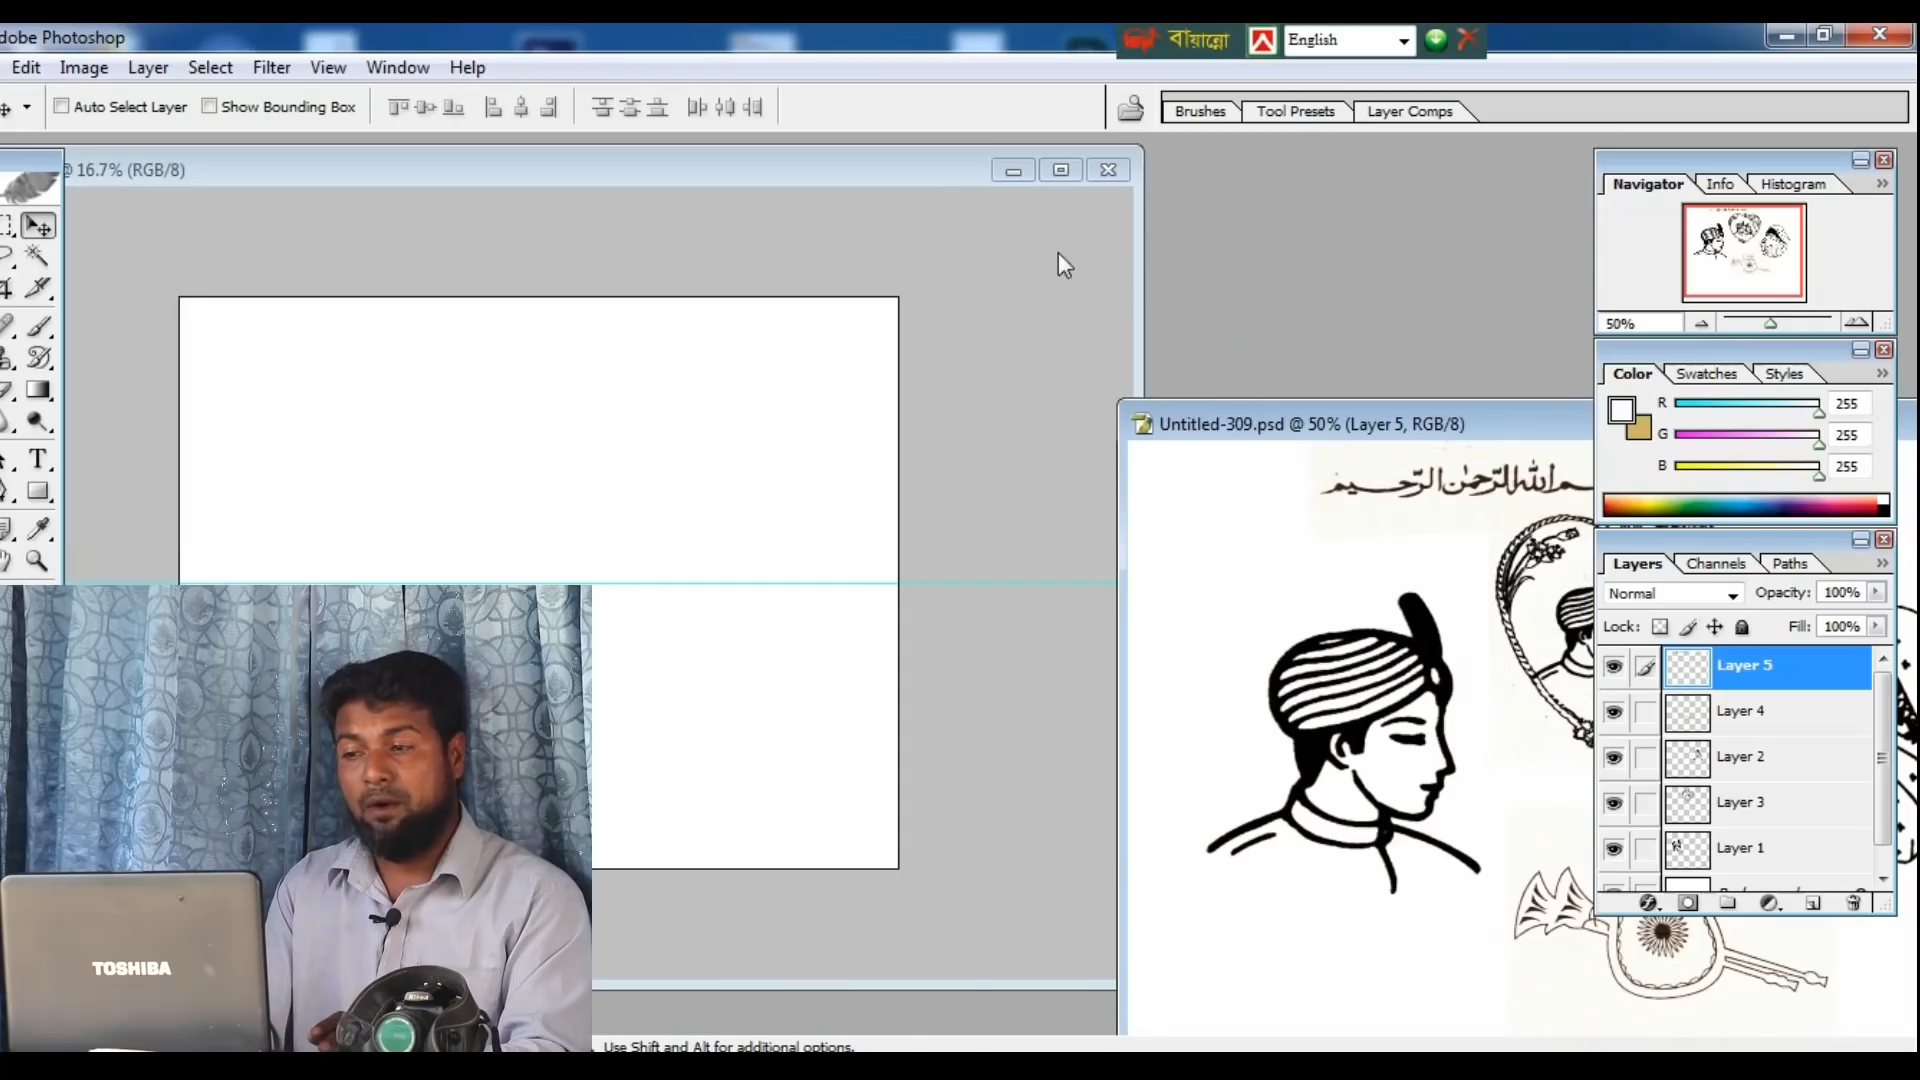 dobe Photoshop
বায়ান্নো
English
Edit Image Layer Select Filter View Window Help
Auto Select Layer Show Bounding Box
Brushes Tool Presets Layer Comps
@ 16.7% (RGB/8)
Navigator Info Histogram
50%
Color Swatches Styles
R 255
G 255
B 255
Untitled-309.psd @ 50% (Layer 5, RGB/8)
سم الله الرحمن الرحيم
Layers Channels Paths
Normal Opacity: 100%
Lock: Fill: 100%
Layer 5
Layer 4
Layer 2
Layer 3
Layer 1
T
TOSHIBA
Nikon
Use Shift and Alt for additional options.